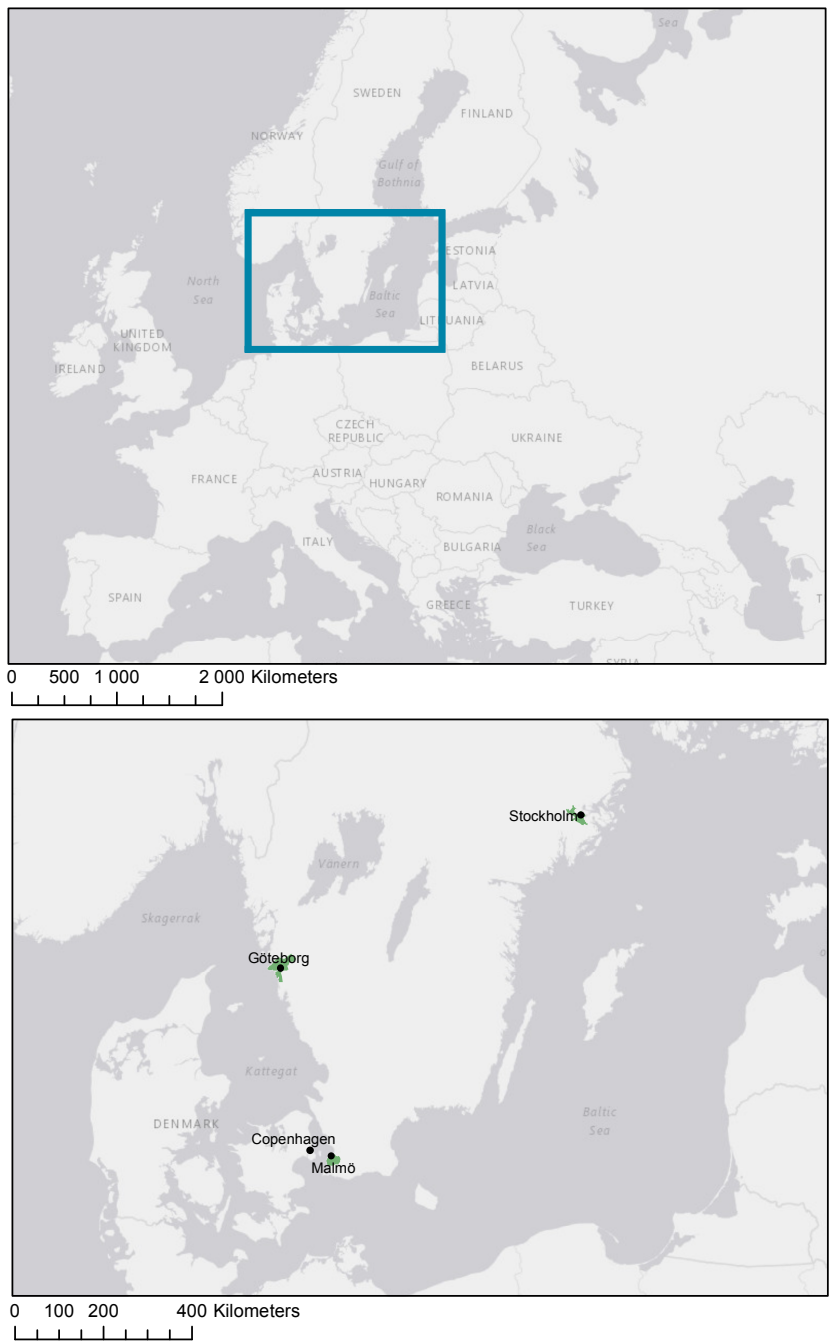 Sea
SWEDEN
FINLAND
NORWAY
Gulf of
Bothnia
ESTONIA
North
Sea
LATVIA
Baltic
Sea
LITHUANIA
UNITED
KINGDOM
IRELAND
BELARUS
CZECH
REPUBLIC
UKRAINE
FRANCE
AUSTRIA
HUNGARY
ROMANIA
Black
Sea
ITALY
BULGARIA
SPAIN
GREECE
TURKEY
T
SYRIA
0 500 1 000 2 000 Kilometers
Stockholm
Vänern
Skagerrak
Göteborg
Kattegat
DENMARK
Baltic
Sea
Copenhagen
Malmö
0 100 200 400 Kilometers